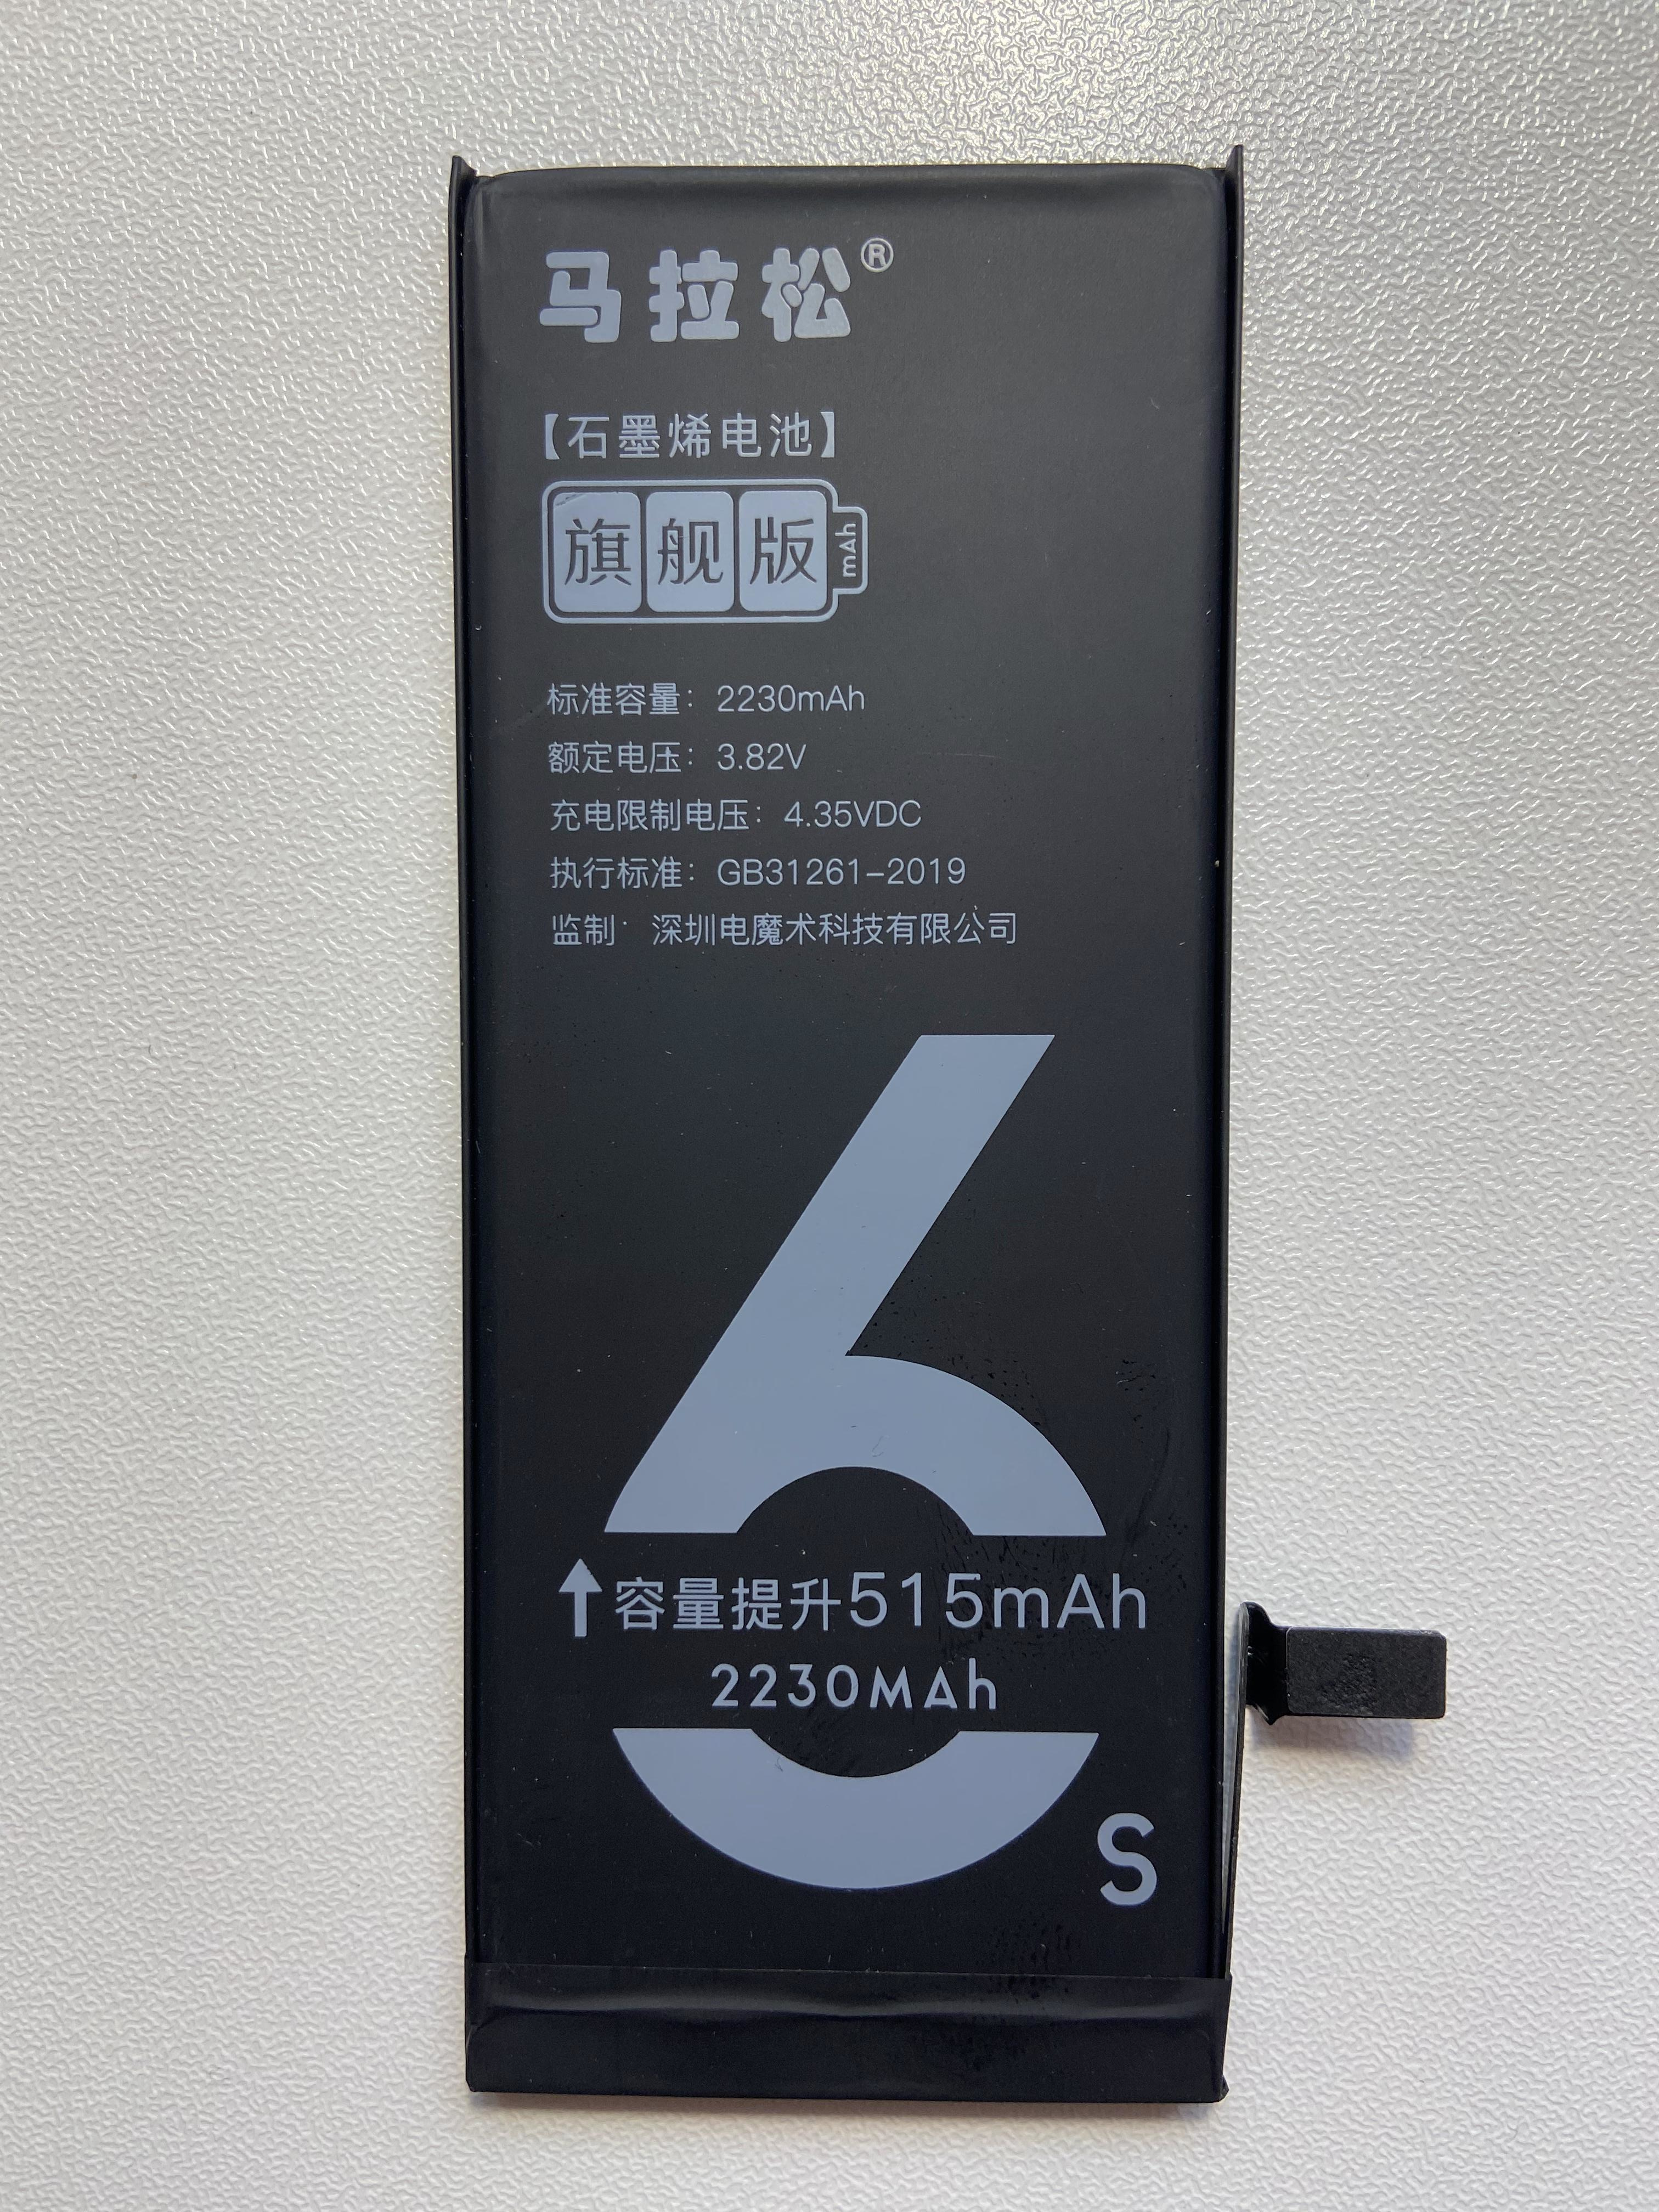 马拉松®
【石墨烯电池】
旗舰版 mAh
标准容量：2230mAh
额定电压：3.82V
充电限制电压：4.35VDC
执行标准：GB31261-2019
监制：深圳电魔术科技有限公司
6
↑容量提升515mAh
2230MAh
S